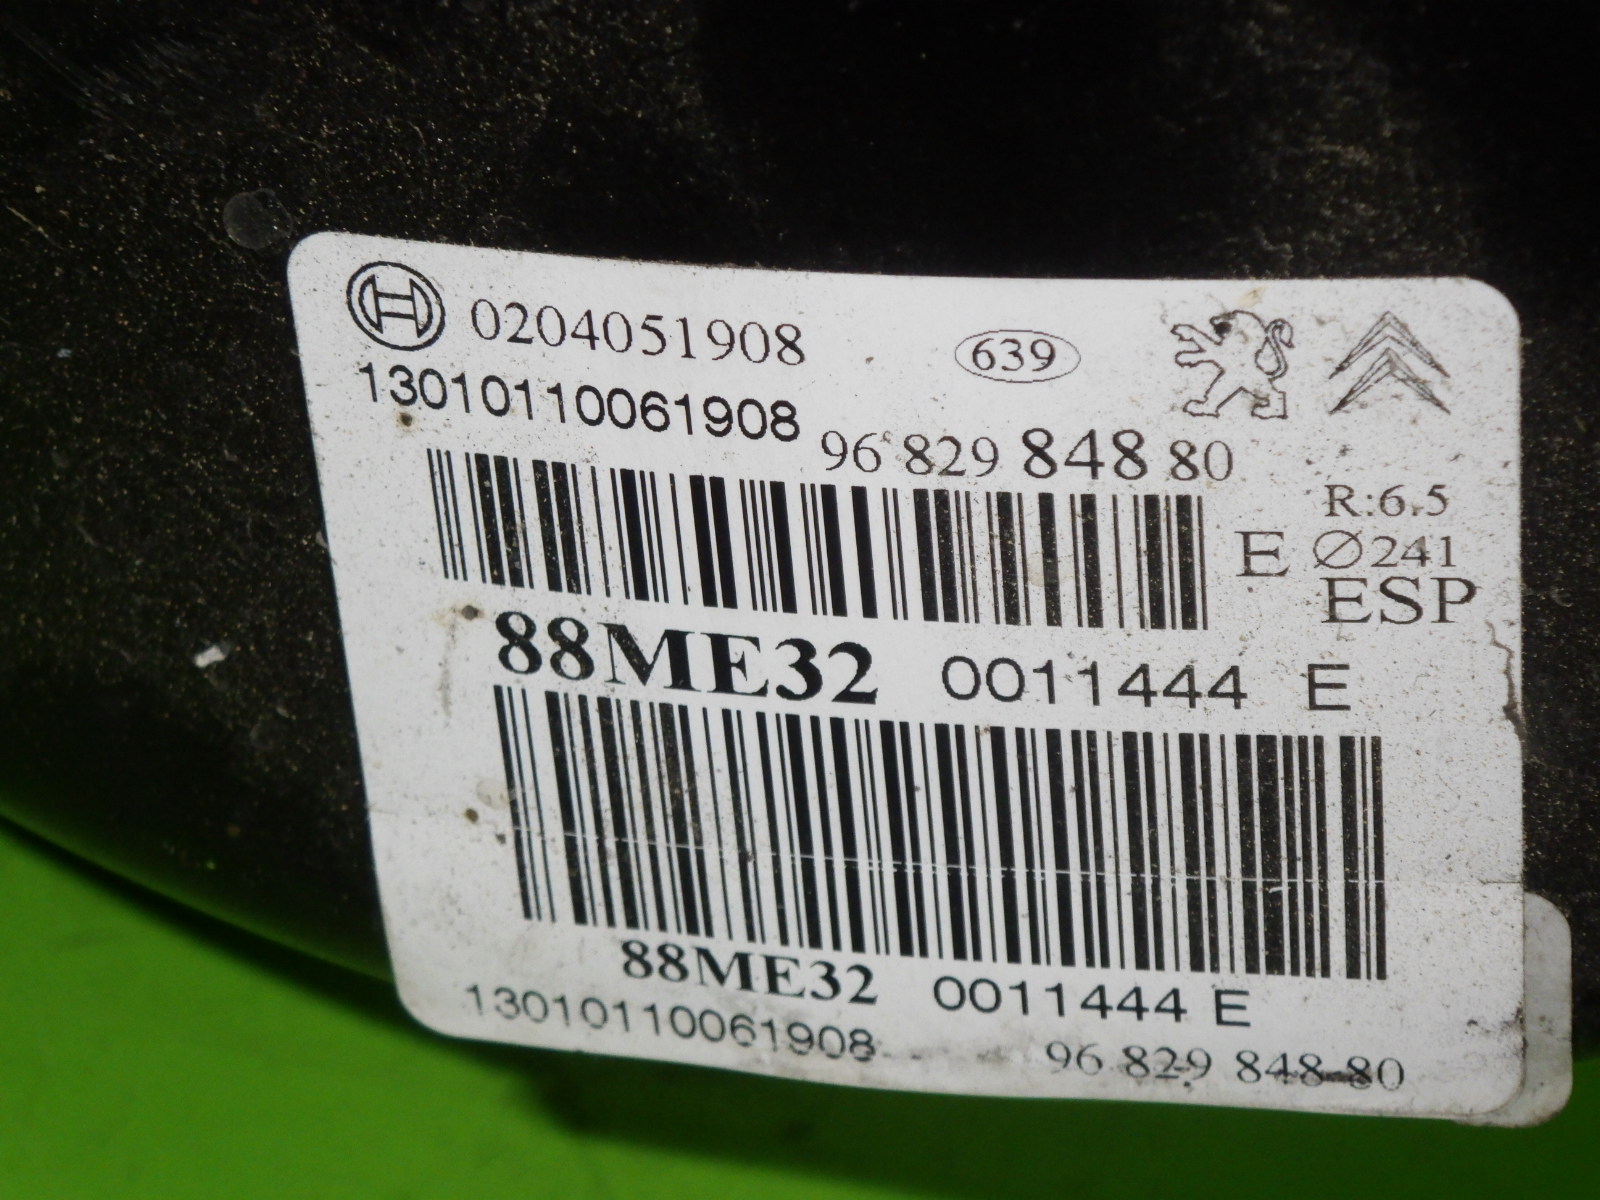 0204051908 639
13010110061908
96 829 848 80
R:6.5
E Ø241
ESP
88ME32 0011444 E
88ME32 0011444 E
13010110061908
96 829 848 80